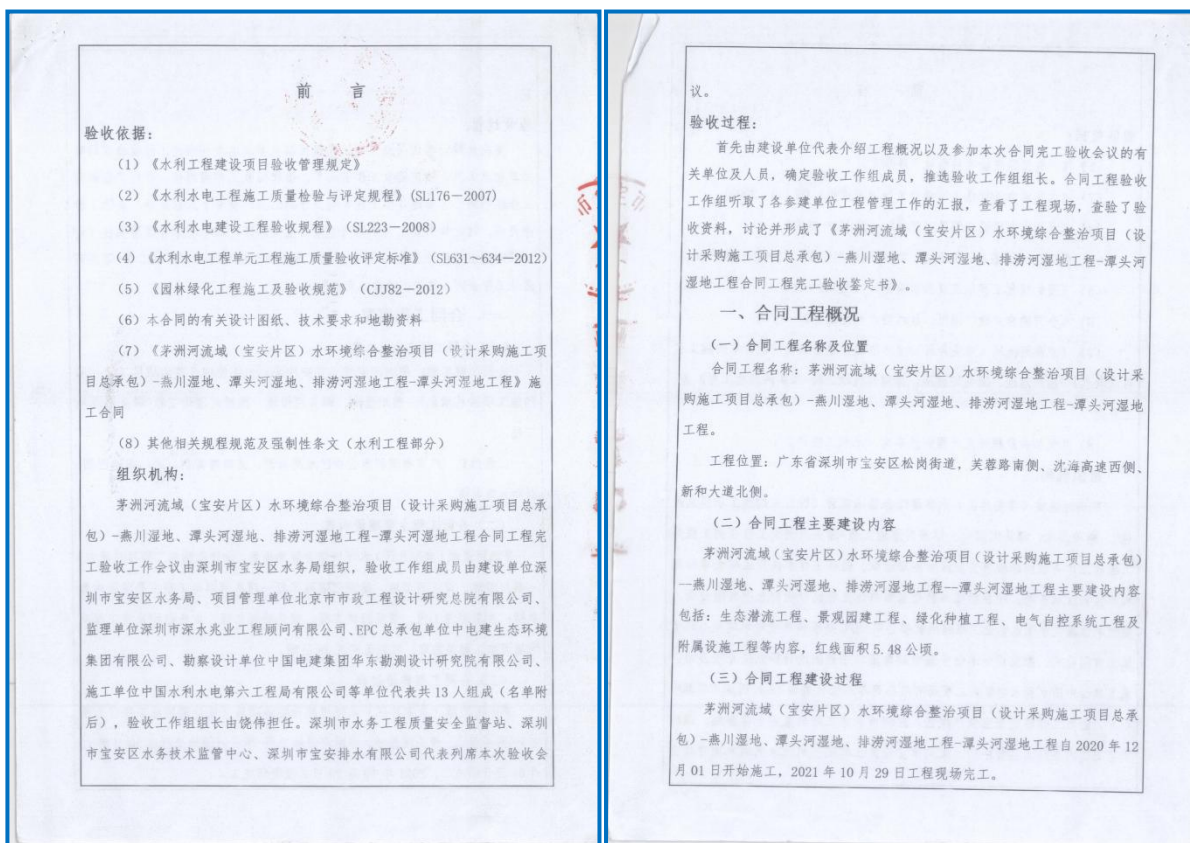 前 言
验收依据：
（1）《水利工程建设项目验收管理规定》
（2）《水利水电工程施工质量检验与评定规程》(SL176-2007)
（3）《水利水电建设工程验收规程》（SL223-2008）
（4）《水利水电工程单元工程施工质量验收评定标准》（SL631～634-2012）
（5）《园林绿化工程施工及验收规范》（CJJ82-2012）
（6）本合同的有关设计图纸、技术要求和地勘资料
（7）《茅洲河流域（宝安片区）水环境综合整治项目（设计采购施工项
目总承包）-燕川湿地、潭头河湿地、排涝河湿地工程-潭头河湿地工程》施
工合同
（8）其他相关规程规范及强制性条文（水利工程部分）
组织机构：
茅洲河流域（宝安片区）水环境综合整治项目（设计采购施工项目总承
包）-燕川湿地、潭头河湿地、排涝河湿地工程-潭头河湿地工程合同工程完
工验收工作会议由深圳市宝安区水务局组织，验收工作组成员由建设单位深
圳市宝安区水务局、项目管理单位北京市市政工程设计研究总院有限公司、
监理单位深圳市深水兆业工程顾问有限公司、EPC总承包单位中电建生态环境
集团有限公司、勘察设计单位中国电建集团华东勘测设计研究院有限公司、
施工单位中国水利水电第六工程局有限公司等单位代表共13人组成（名单附
后），验收工作组组长由饶伟担任。深圳市水务工程质量安全监督站、深圳
市宝安区水务技术监管中心、深圳市宝安排水有限公司代表列席本次验收会
议。
验收过程：
首先由建设单位代表介绍工程概况以及参加本次合同完工验收会议的有
关单位及人员，确定验收工作组成员，推选验收工作组组长。合同工程验收
工作组听取了各参建单位工程管理工作的汇报，查看了工程现场，查验了验
收资料，讨论并形成了《茅洲河流域（宝安片区）水环境综合整治项目（设
计采购施工项目总承包）-燕川湿地、潭头河湿地、排涝河湿地工程-潭头河
湿地工程合同工程完工验收鉴定书》。
一、合同工程概况
（一）合同工程名称及位置
合同工程名称：茅洲河流域（宝安片区）水环境综合整治项目（设计采
购施工项目总承包）-燕川湿地、潭头河湿地、排涝河湿地工程-潭头河湿地
工程。
工程位置：广东省深圳市宝安区松岗街道，芙蓉路南侧、沈海高速西侧、
新和大道北侧。
（二）合同工程主要建设内容
茅洲河流域（宝安片区）水环境综合整治项目（设计采购施工项目总承包）
—燕川湿地、潭头河湿地、排涝河湿地工程--潭头河湿地工程主要建设内容
包括：生态潜流工程、景观园建工程、绿化种植工程、电气自控系统工程及
附属设施工程等内容，红线面积5.48公顷。
（三）合同工程建设过程
茅洲河流域（宝安片区）水环境综合整治项目（设计采购施工项目总承
包）-燕川湿地、潭头河湿地、排涝河湿地工程-潭头河湿地工程自2020年12
月01日开始施工，2021年10月29日工程现场完工。